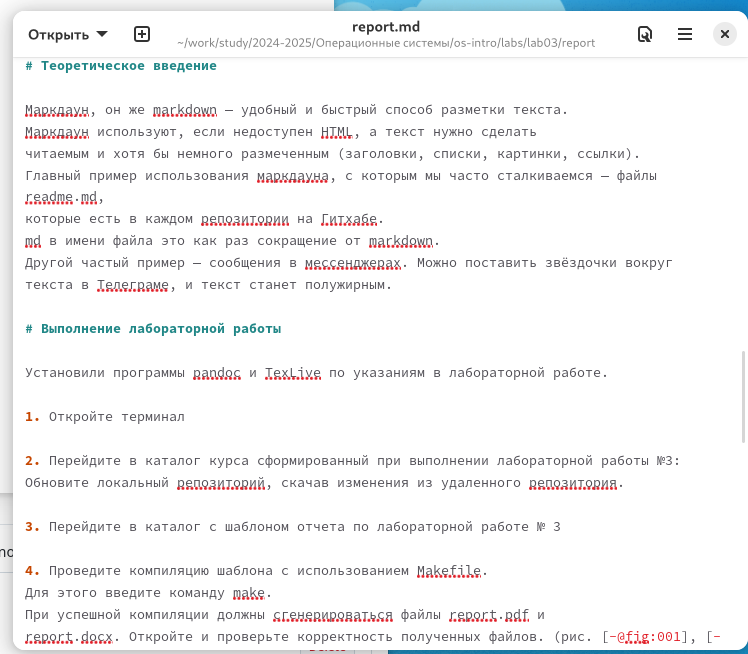 Открыть
report.md
~/work/study/2024-2025/Операционные системы/os-intro/labs/lab03/report
# Теоретическое введение
Маркдаун, он же markdown — удобный и быстрый способ разметки текста.
Маркдаун используют, если недоступен HTML, а текст нужно сделать
читаемым и хотя бы немного размеченным (заголовки, списки, картинки, ссылки).
Главный пример использования маркдауна, с которым мы часто сталкиваемся — файлы
readme.md,
которые есть в каждом репозитории на Гитхабе.
md в имени файла это как раз сокращение от markdown.
Другой частый пример — сообщения в мессенджерах. Можно поставить звёздочки вокруг
текста в Телеграме, и текст станет полужирным.
# Выполнение лабораторной работы
Установили программы pandoc и TexLive по указаниям в лабораторной работе.
1. Откройте терминал
2. Перейдите в каталог курса сформированный при выполнении лабораторной работы №3:
Обновите локальный репозиторий, скачав изменения из удаленного репозитория.
3. Перейдите в каталог с шаблоном отчета по лабораторной работе № 3
4. Проведите компиляцию шаблона с использованием Makefile.
Для этого введите команду make.
При успешной компиляции должны сгенерироваться файлы report.pdf и
report.docx. Откройте и проверьте корректность полученных файлов. (рис. [-@fig:001], [-